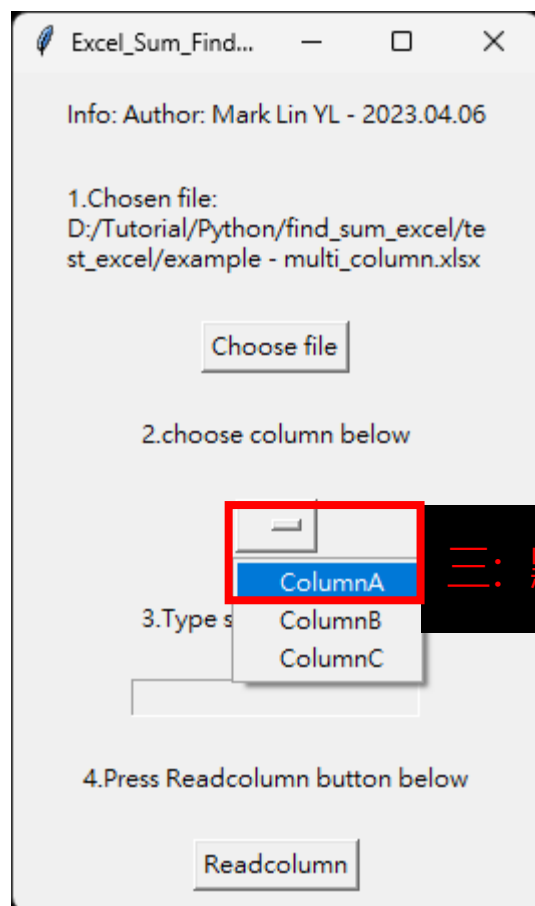 Excel_Sum_Find...
Info: Author: Mark Lin YL - 2023.04.06
1.Chosen file:
D:/Tutorial/Python/find_sum_excel/te
st_excel/example - multi_column.xlsx
Choose file
2.choose column below
ColumnA
三:
3.Type s
ColumnB
ColumnC
4.Press Readcolumn button below
Readcolumn